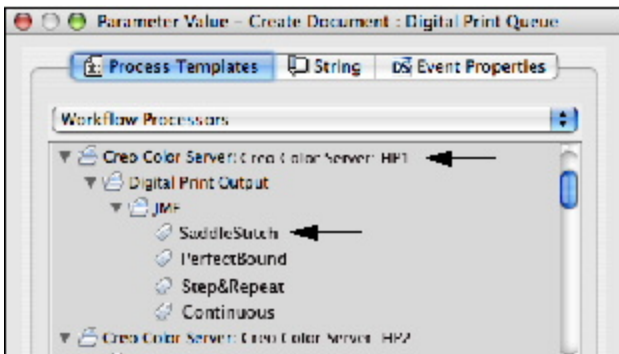 Parameter Value – Create Document : Digital Print Queue
Process Templates String DS Event Properties
Workflow Processors
Creo Color Server: Creo Color Server: HP1
Digital Print Output
JMF
SaddleStitch
PerfectBound
Step&Repeat
Continuous
Creo Color Server: Creo Color Server: HP2